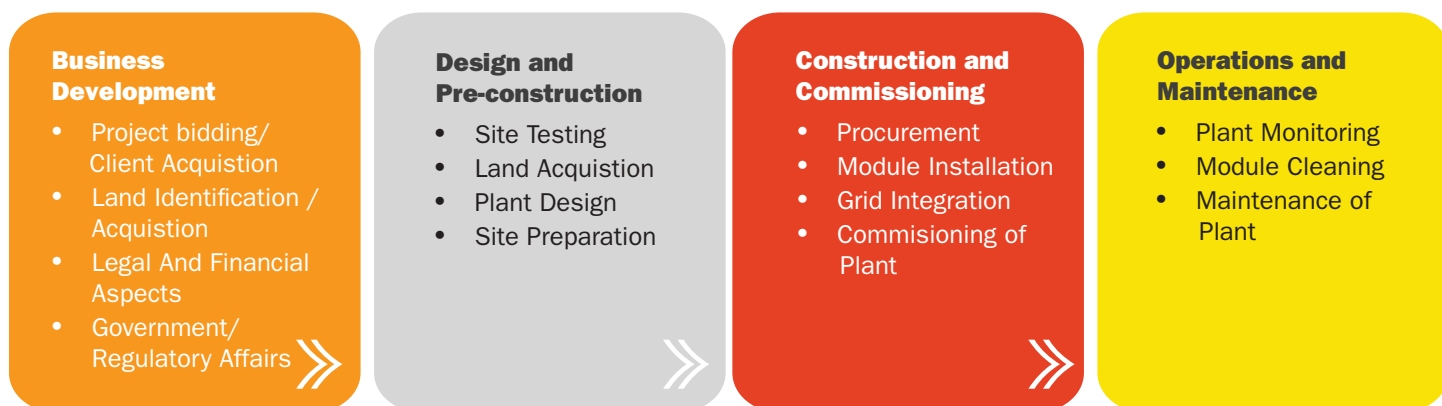 Business
Development
• Project bidding/
Client Acquistion
• Land Identification /
Acquistion
• Legal And Financial
Aspects
• Government/
Regulatory Affairs
Design and
Pre-construction
• Site Testing
• Land Acquistion
• Plant Design
• Site Preparation
Construction and
Commissioning
• Procurement
• Module Installation
• Grid Integration
• Commisioning of
Plant
Operations and
Maintenance
• Plant Monitoring
• Module Cleaning
• Maintenance of
Plant